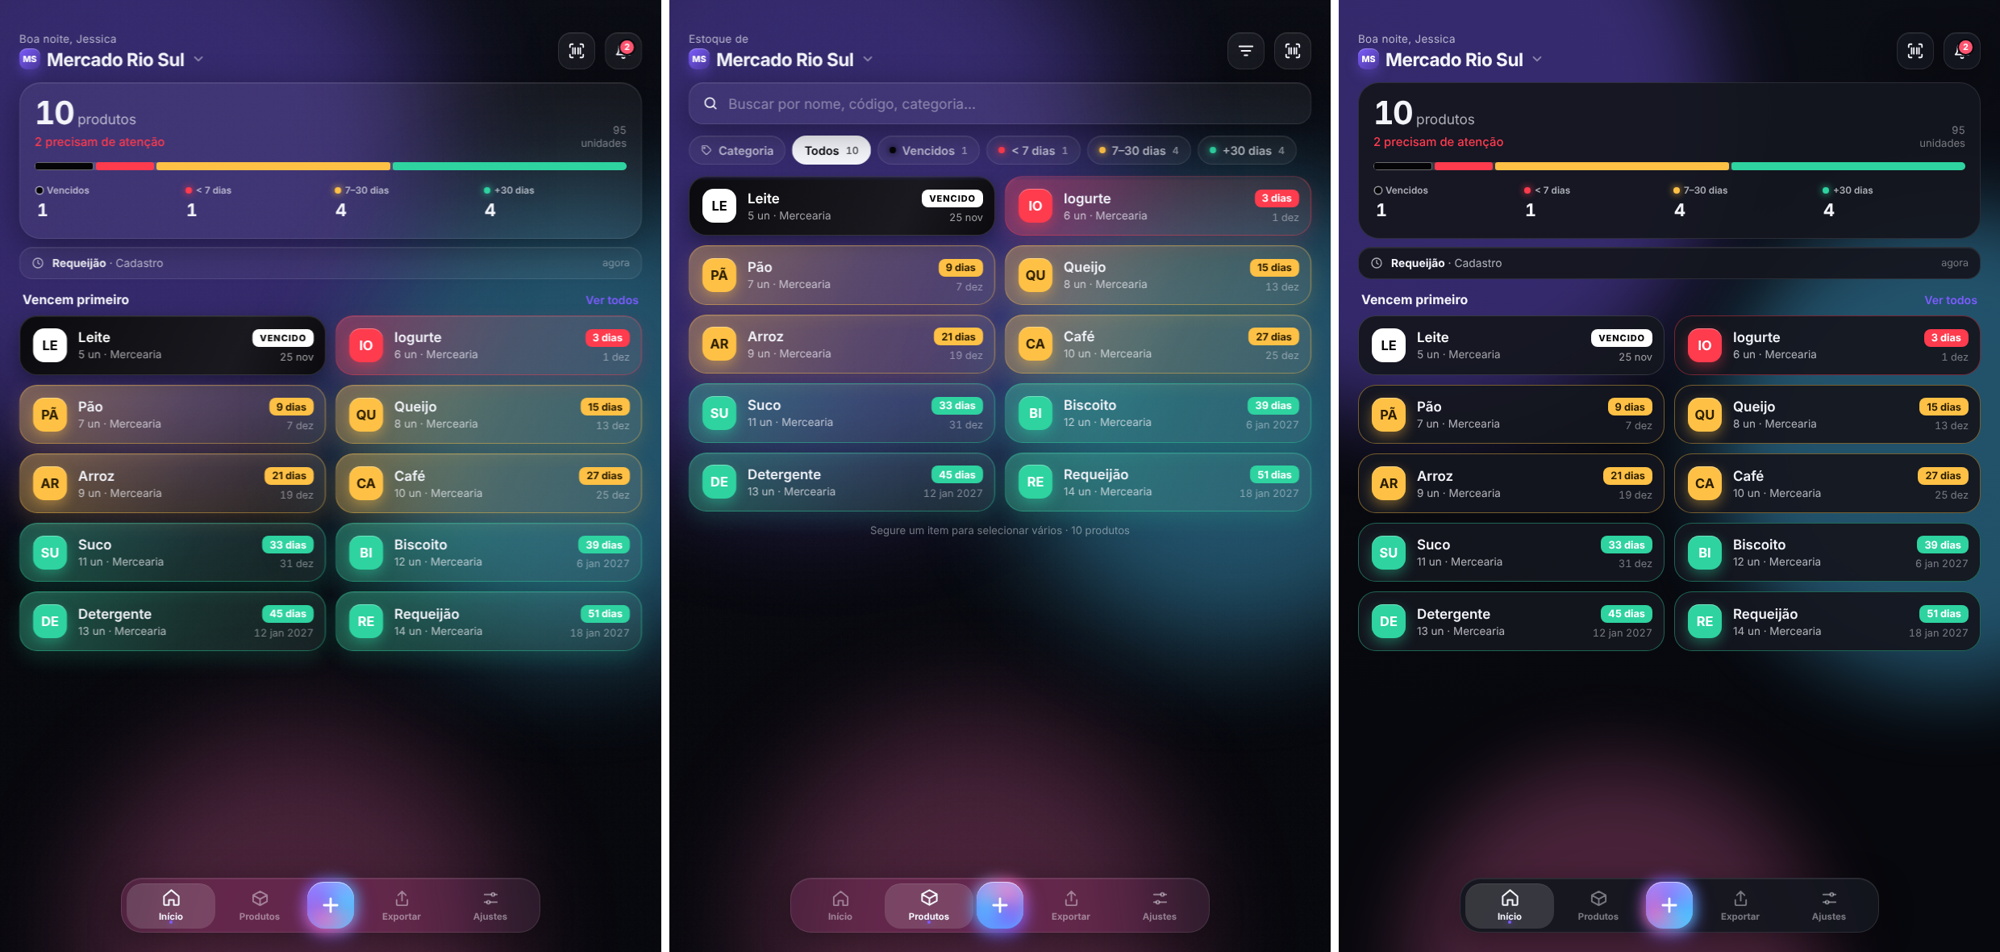 Boa noite, Jessica
MS Mercado Rio Sul
2
10 produtos
2 precisam de atenção
95
unidades
Vencidos
1
< 7 dias
1
7–30 dias
4
+30 dias
4
Requeijão · Cadastro
agora
Vencem primeiro
Ver todos
LE
Leite
5 un · Mercearia
VENCIDO
25 nov
IO
Iogurte
6 un · Mercearia
3 dias
1 dez
PÃ
Pão
7 un · Mercearia
9 dias
7 dez
QU
Queijo
8 un · Mercearia
15 dias
13 dez
AR
Arroz
9 un · Mercearia
21 dias
19 dez
CA
Café
10 un · Mercearia
27 dias
25 dez
SU
Suco
11 un · Mercearia
33 dias
31 dez
BI
Biscoito
12 un · Mercearia
39 dias
6 jan 2027
DE
Detergente
13 un · Mercearia
45 dias
12 jan 2027
RE
Requeijão
14 un · Mercearia
51 dias
18 jan 2027
Início
Produtos
+
Exportar
Ajustes
Estoque de
MS Mercado Rio Sul
Buscar por nome, código, categoria...
Categoria
Todos 10
Vencidos 1
< 7 dias 1
7–30 dias 4
+30 dias 4
LE
Leite
5 un · Mercearia
VENCIDO
25 nov
IO
Iogurte
6 un · Mercearia
3 dias
1 dez
PÃ
Pão
7 un · Mercearia
9 dias
7 dez
QU
Queijo
8 un · Mercearia
15 dias
13 dez
AR
Arroz
9 un · Mercearia
21 dias
19 dez
CA
Café
10 un · Mercearia
27 dias
25 dez
SU
Suco
11 un · Mercearia
33 dias
31 dez
BI
Biscoito
12 un · Mercearia
39 dias
6 jan 2027
DE
Detergente
13 un · Mercearia
45 dias
12 jan 2027
RE
Requeijão
14 un · Mercearia
51 dias
18 jan 2027
Segure um item para selecionar vários · 10 produtos
Início
Produtos
+
Exportar
Ajustes
Boa noite, Jessica
MS Mercado Rio Sul
2
10 produtos
2 precisam de atenção
95
unidades
Vencidos
1
< 7 dias
1
7–30 dias
4
+30 dias
4
Requeijão · Cadastro
agora
Vencem primeiro
Ver todos
LE
Leite
5 un · Mercearia
VENCIDO
25 nov
IO
Iogurte
6 un · Mercearia
3 dias
1 dez
PÃ
Pão
7 un · Mercearia
9 dias
7 dez
QU
Queijo
8 un · Mercearia
15 dias
13 dez
AR
Arroz
9 un · Mercearia
21 dias
19 dez
CA
Café
10 un · Mercearia
27 dias
25 dez
SU
Suco
11 un · Mercearia
33 dias
31 dez
BI
Biscoito
12 un · Mercearia
39 dias
6 jan 2027
DE
Detergente
13 un · Mercearia
45 dias
12 jan 2027
RE
Requeijão
14 un · Mercearia
51 dias
18 jan 2027
Início
Produtos
+
Exportar
Ajustes